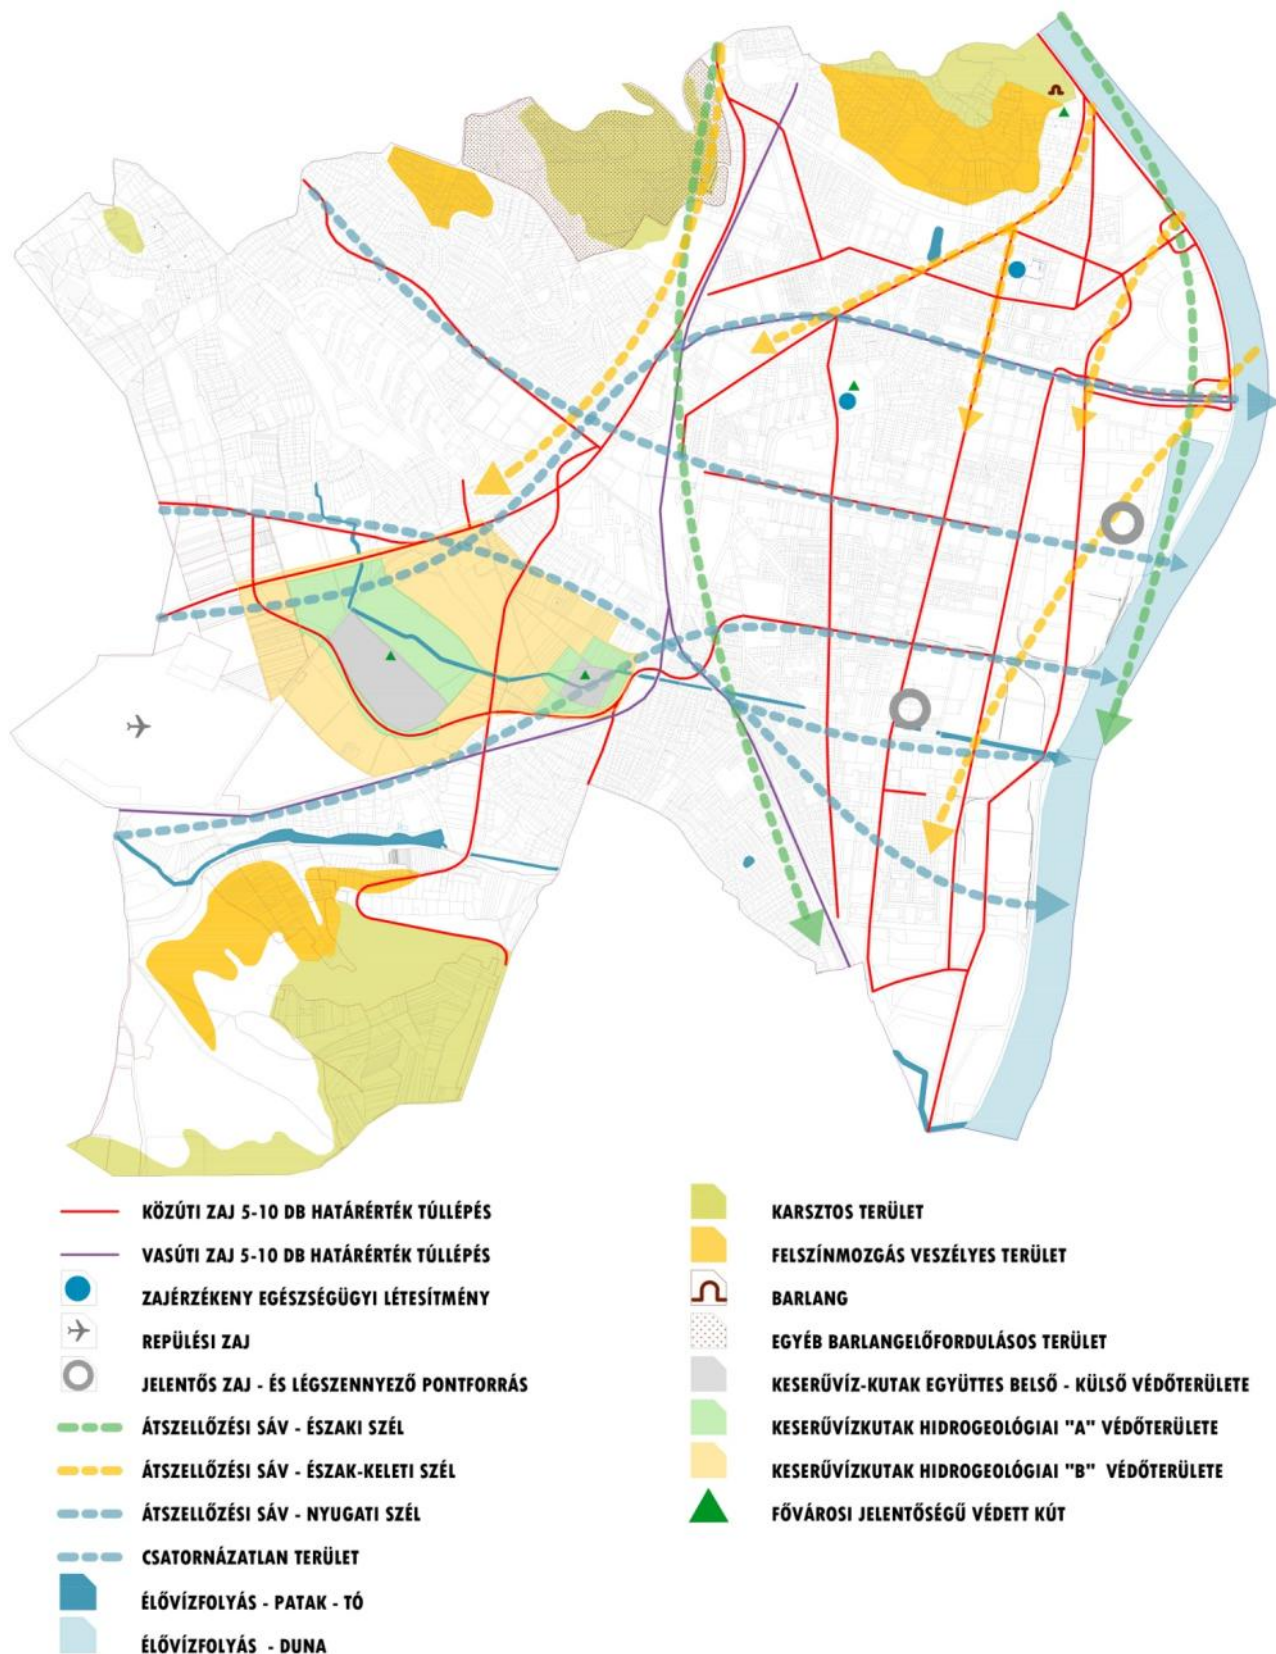 KÖZÚTI ZAJ 5-10 DB HATÁRÉRTÉK TÚLLÉPÉS
VASÚTI ZAJ 5-10 DB HATÁRÉRTÉK TÚLLÉPÉS
ZAJÉRZÉKENY EGÉSZSÉGÜGYI LÉTESÍTMÉNY
REPÜLÉSI ZAJ
JELENTŐS ZAJ - ÉS LÉGSZENNYEZŐ PONTFORRÁS
ÁTSZELLŐZÉSI SÁV - ÉSZAKI SZÉL
ÁTSZELLŐZÉSI SÁV - ÉSZAK-KELETI SZÉL
ÁTSZELLŐZÉSI SÁV - NYUGATI SZÉL
CSATORNÁZATLAN TERÜLET
ÉLŐVÍZFOLYÁS - PATAK - TÓ
ÉLŐVÍZFOLYÁS - DUNA
KARSZTOS TERÜLET
FELSZÍNMOZGÁS VESZÉLYES TERÜLET
BARLANG
EGYÉB BARLANGELŐFORDULÁSOS TERÜLET
KESERŰVÍZ-KUTAK EGYÜTTES BELSŐ - KÜLSŐ VÉDŐTERÜLETE
KESERŰVÍZKUTAK HIDROGEOLÓGIAI "A" VÉDŐTERÜLETE
KESERŰVÍZKUTAK HIDROGEOLÓGIAI "B" VÉDŐTERÜLETE
FŐVÁROSI JELENTŐSÉGŰ VÉDETT KÚT